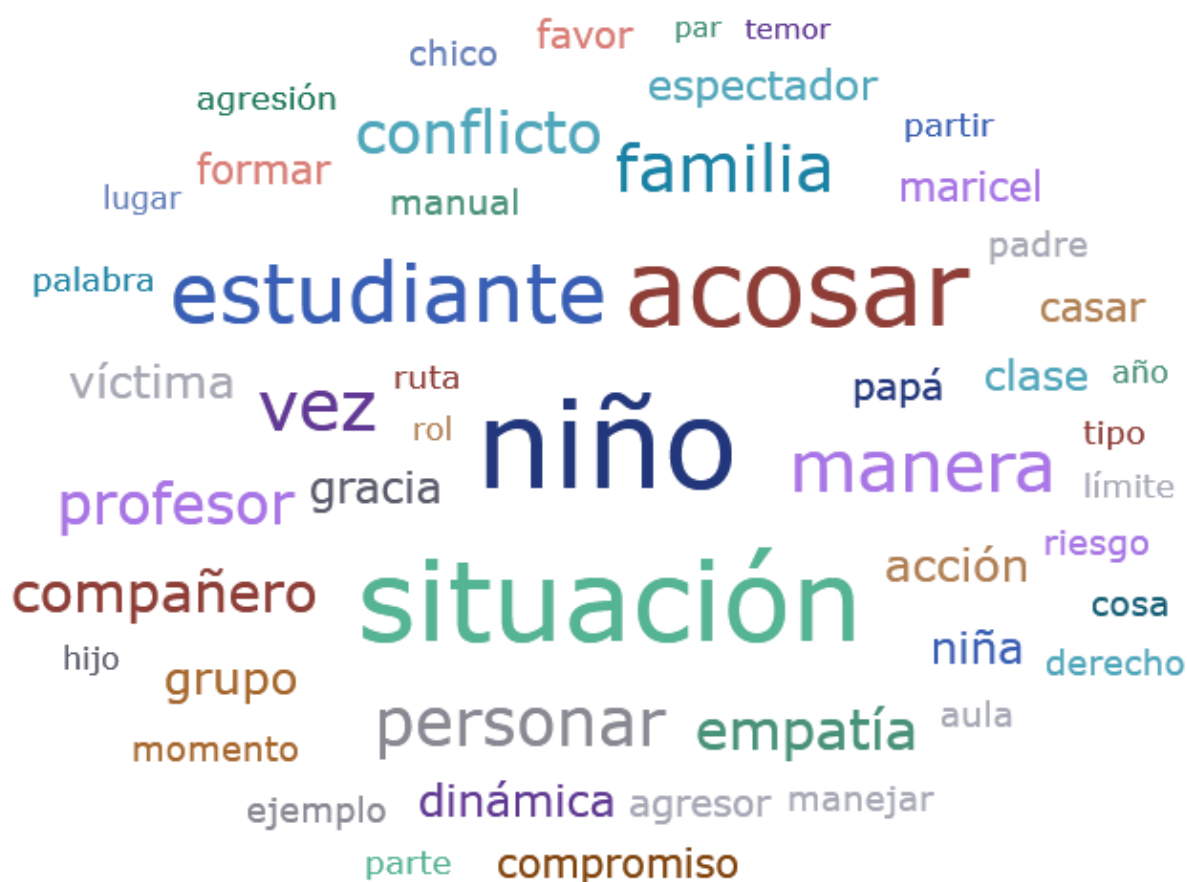 favor par temor
chico
espectador
agresión
conflicto
partir
familia
formar
maricel
lugar
manual
padre
palabra
estudiante acosar
casar
víctima
vez
ruta
papá
clase año
rol
niño
tipo
manera
límite
profesor
gracia
riesgo
acción
compañero
situación
cosa
hijo
niña
derecho
grupo
personar
empatía
aula
momento
ejemplo
dinámica
agresor
manejar
parte
compromiso